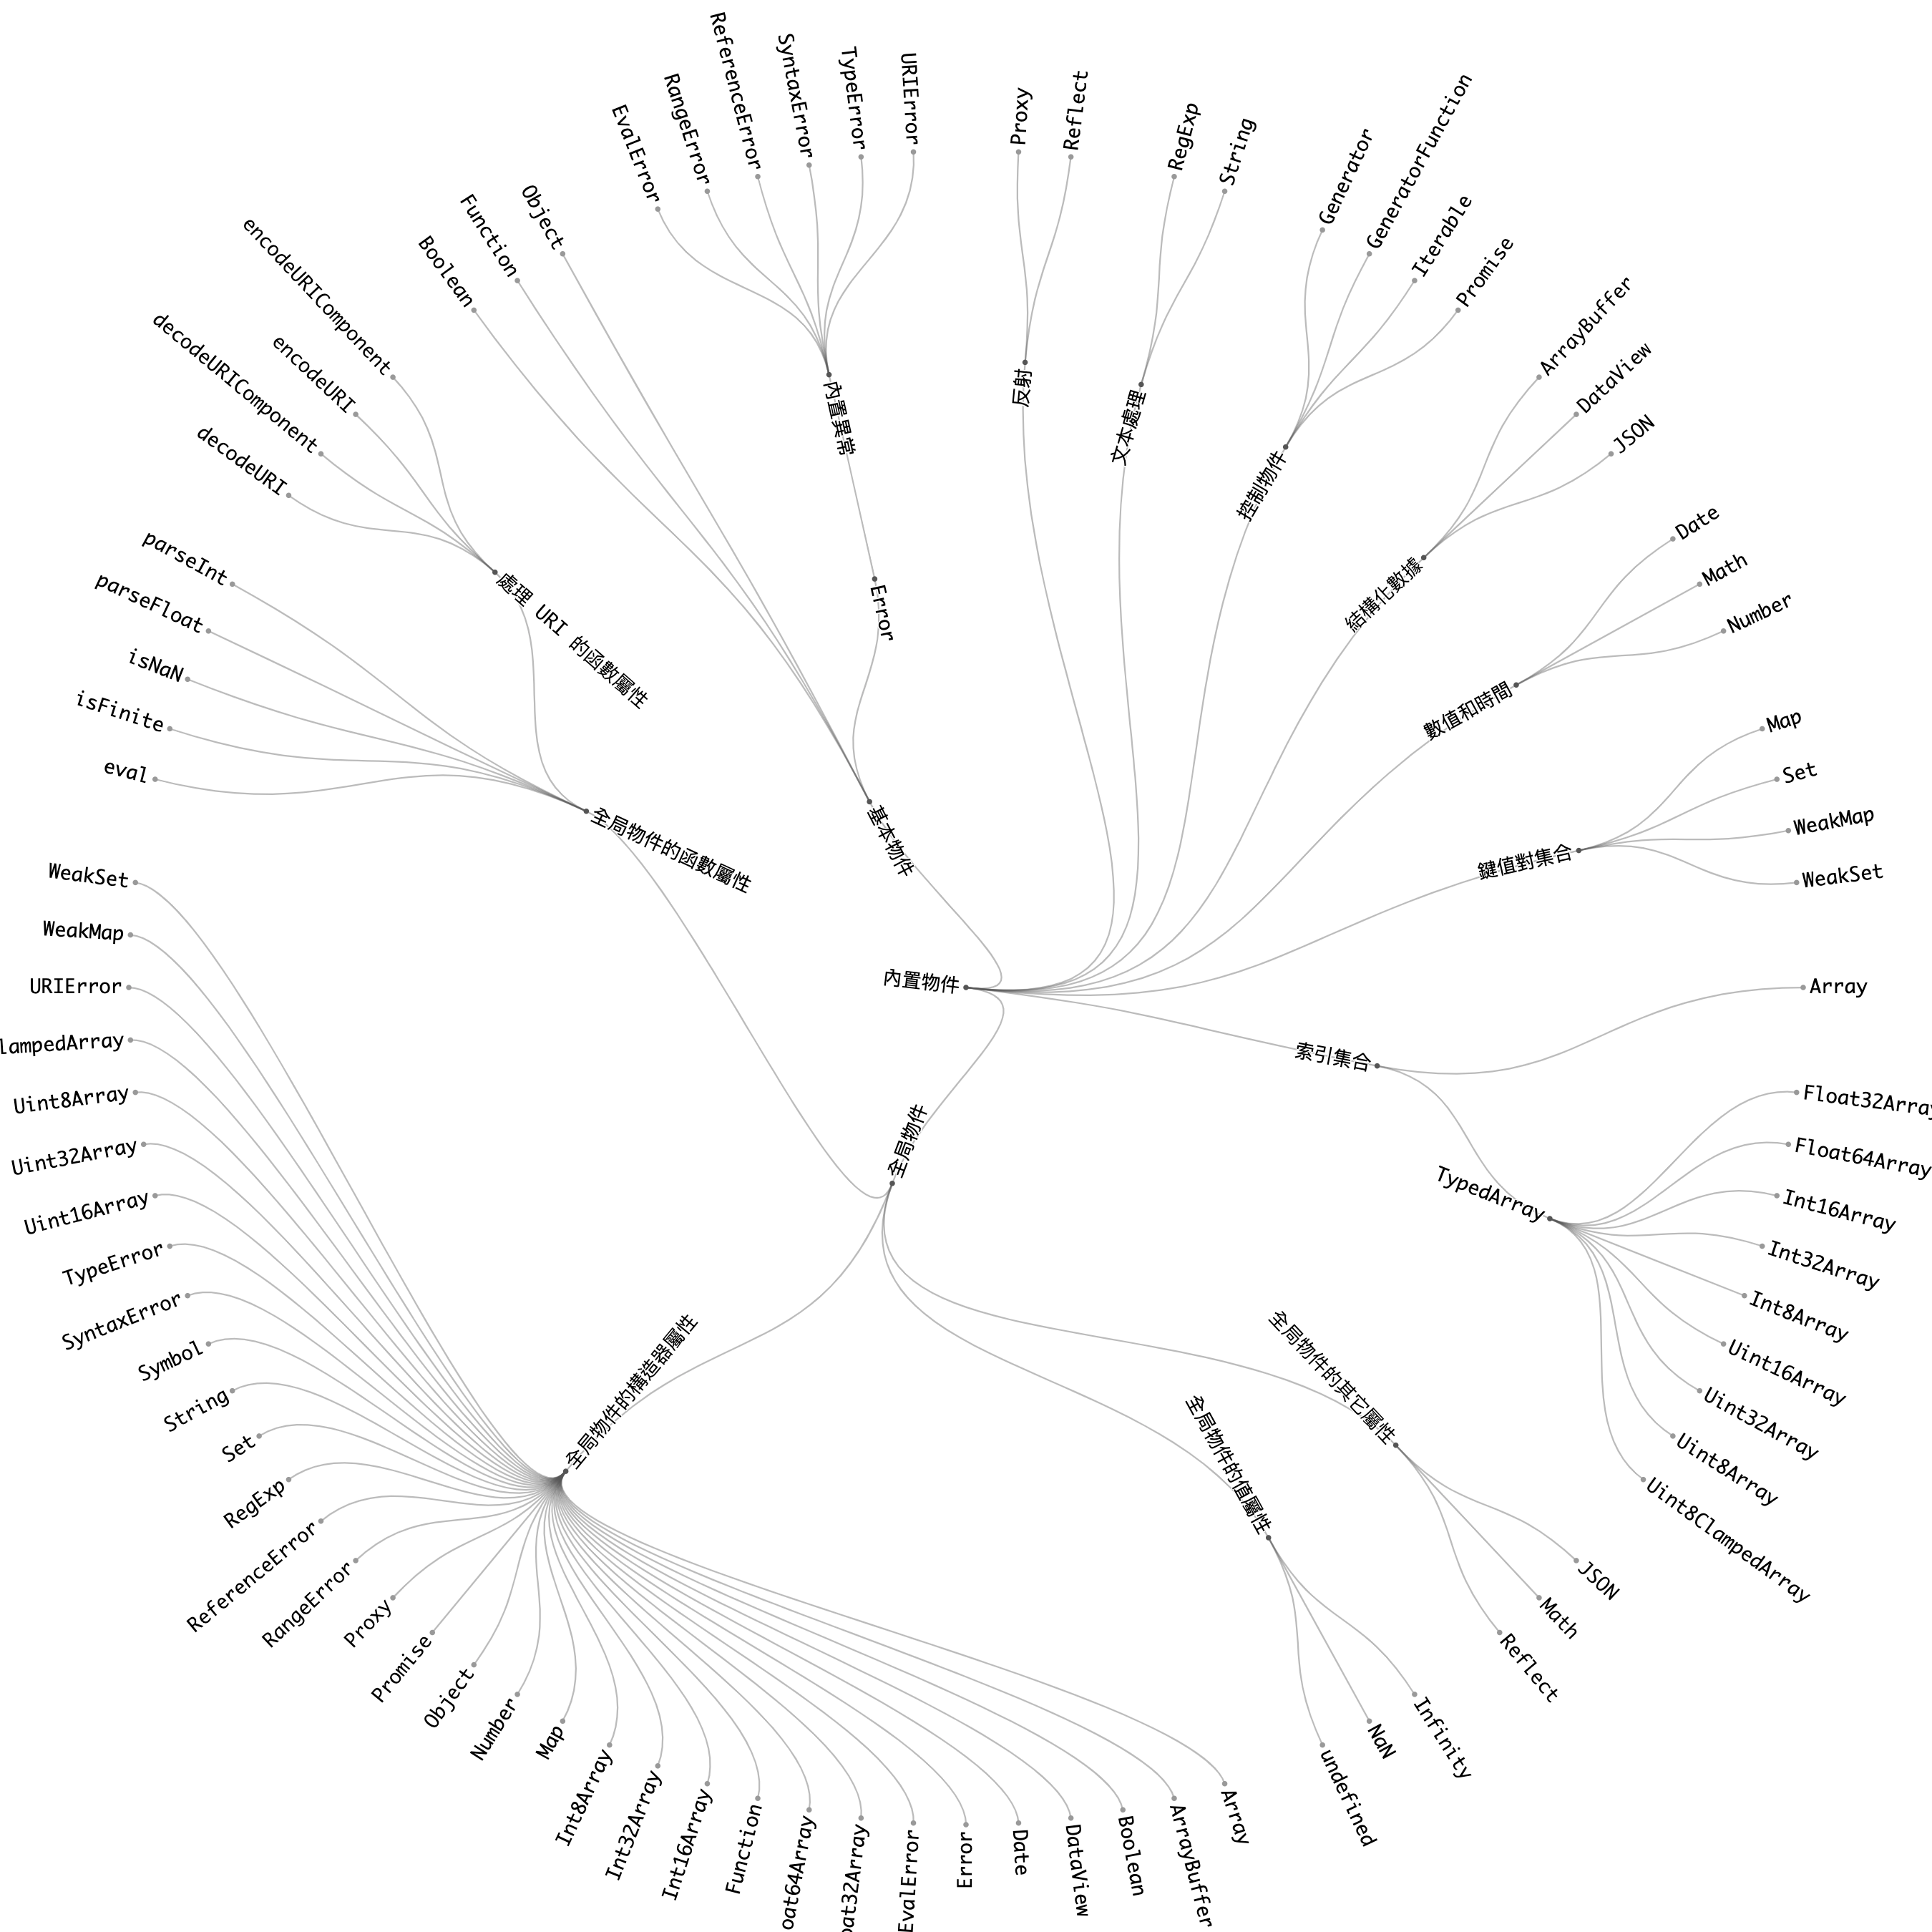 內置物件
基本物件
Error
內置異常
EvalError
RangeError
ReferenceError
SyntaxError
TypeError
URIError
Boolean
Function
Object
反射
Proxy
Reflect
文本處理
RegExp
String
控制物件
Generator
GeneratorFunction
Iterable
Promise
結構化數據
ArrayBuffer
DataView
JSON
數值和時間
Date
Math
Number
鍵值對集合
Map
Set
WeakMap
WeakSet
索引集合
Array
TypedArray
Float32Array
Float64Array
Int16Array
Int32Array
Int8Array
Uint16Array
Uint32Array
Uint8Array
Uint8ClampedArray
全局物件
全局物件的其它屬性
JSON
Math
Reflect
全局物件的值屬性
Infinity
NaN
undefined
全局物件的構造器屬性
Array
ArrayBuffer
Boolean
DataView
Date
Error
EvalError
oat32Array
oat64Array
Function
Int16Array
Int32Array
Int8Array
Map
Number
Object
Promise
Proxy
RangeError
ReferenceError
RegExp
Set
String
Symbol
SyntaxError
TypeError
Uint16Array
Uint32Array
Uint8Array
lampedArray
URIError
WeakMap
WeakSet
全局物件的函數屬性
eval
isFinite
isNaN
parseFloat
parseInt
處理 URI 的函數屬性
decodeURI
decodeURIComponent
encodeURI
encodeURIComponent